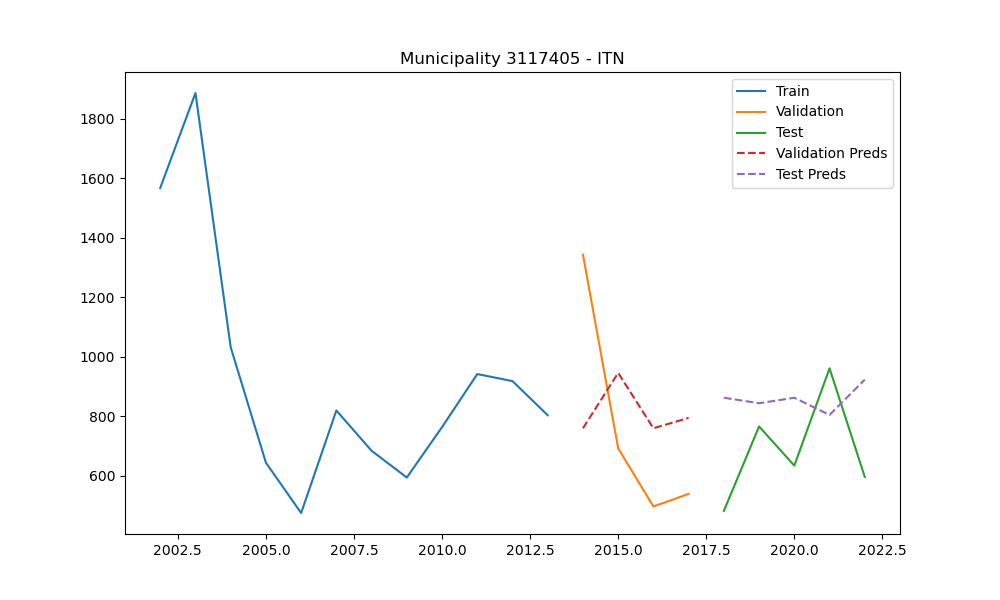 Municipality 3117405 - ITN
Train
Validation
Test
Validation Preds
Test Preds
1800
1600
1400
1200
1000
800
600
2002.5 2005.0 2007.5 2010.0 2012.5 2015.0 2017.5 2020.0 2022.5